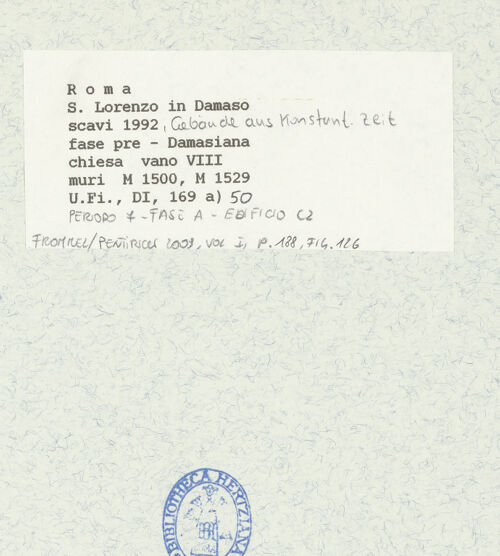 R o m a
S. Lorenzo in Damaso
scavi 1992, Gebäude aus Konstant. Zeit
fase pre - Damasiana
chiesa vano VIII
muri M 1500, M 1529
U.Fi., DI, 169 a) 50
PERIODO 7 - FASE A - EDIFICIO C2
FROMMEL/PENTIRICCI 2009, VOL I, P. 188, FIG. 126
BIBLIOTHECA HERTZIANA